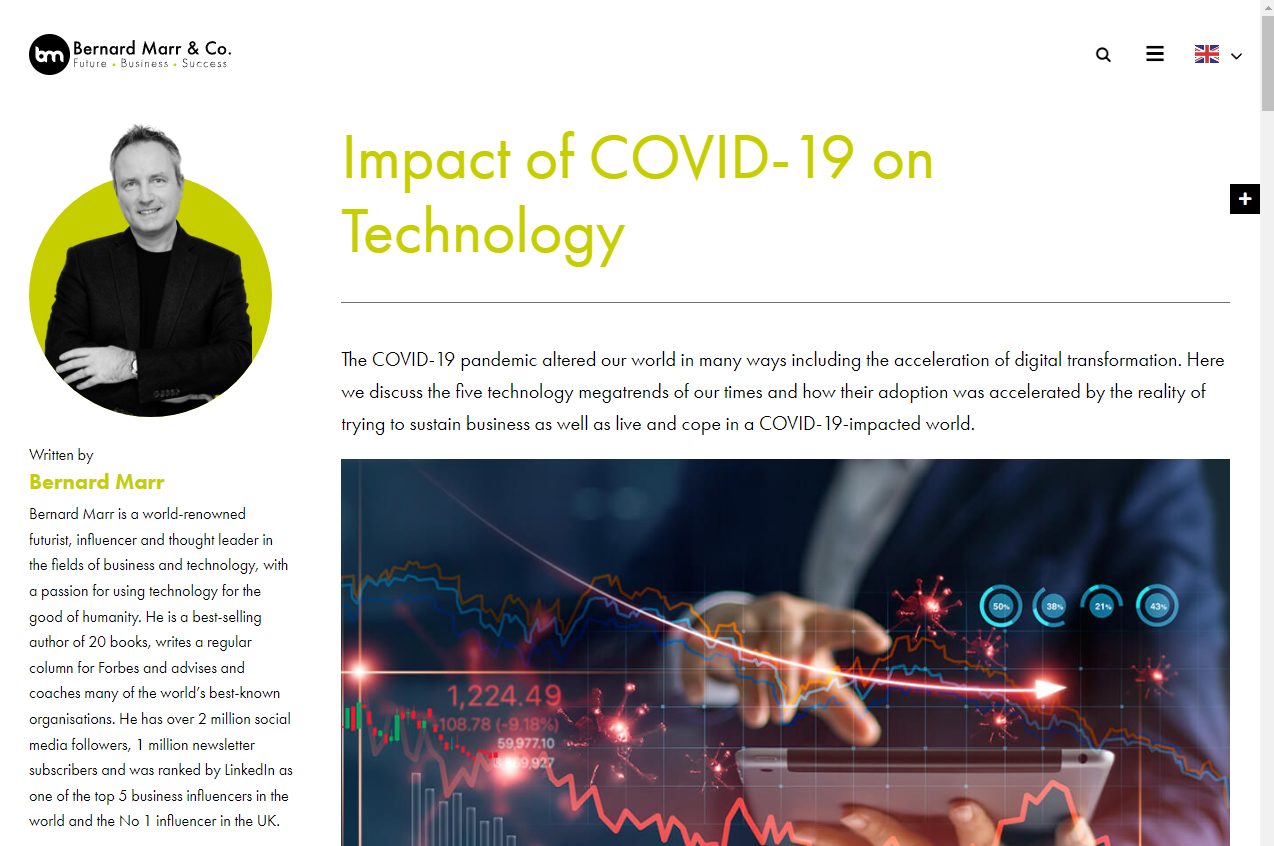 bm
Bernard Marr & Co.
Future • Business • Success
Impact of COVID-19 on
Technology
The COVID-19 pandemic altered our world in many ways including the acceleration of digital transformation. Here
we discuss the five technology megatrends of our times and how their adoption was accelerated by the reality of
trying to sustain business as well as live and cope in a COVID-19-impacted world.
Written by
Bernard Marr
Bernard Marr is a world-renowned
futurist, influencer and thought leader in
the fields of business and technology, with
a passion for using technology for the
good of humanity. He is a best-selling
author of 20 books, writes a regular
column for Forbes and advises and
coaches many of the world’s best-known
organisations. He has over 2 million social
media followers, 1 million newsletter
subscribers and was ranked by LinkedIn as
one of the top 5 business influencers in the
world and the No 1 influencer in the UK.
50% 38% 21% 43%
1,224.49
-108.78 (-9.18%)
59,977.10